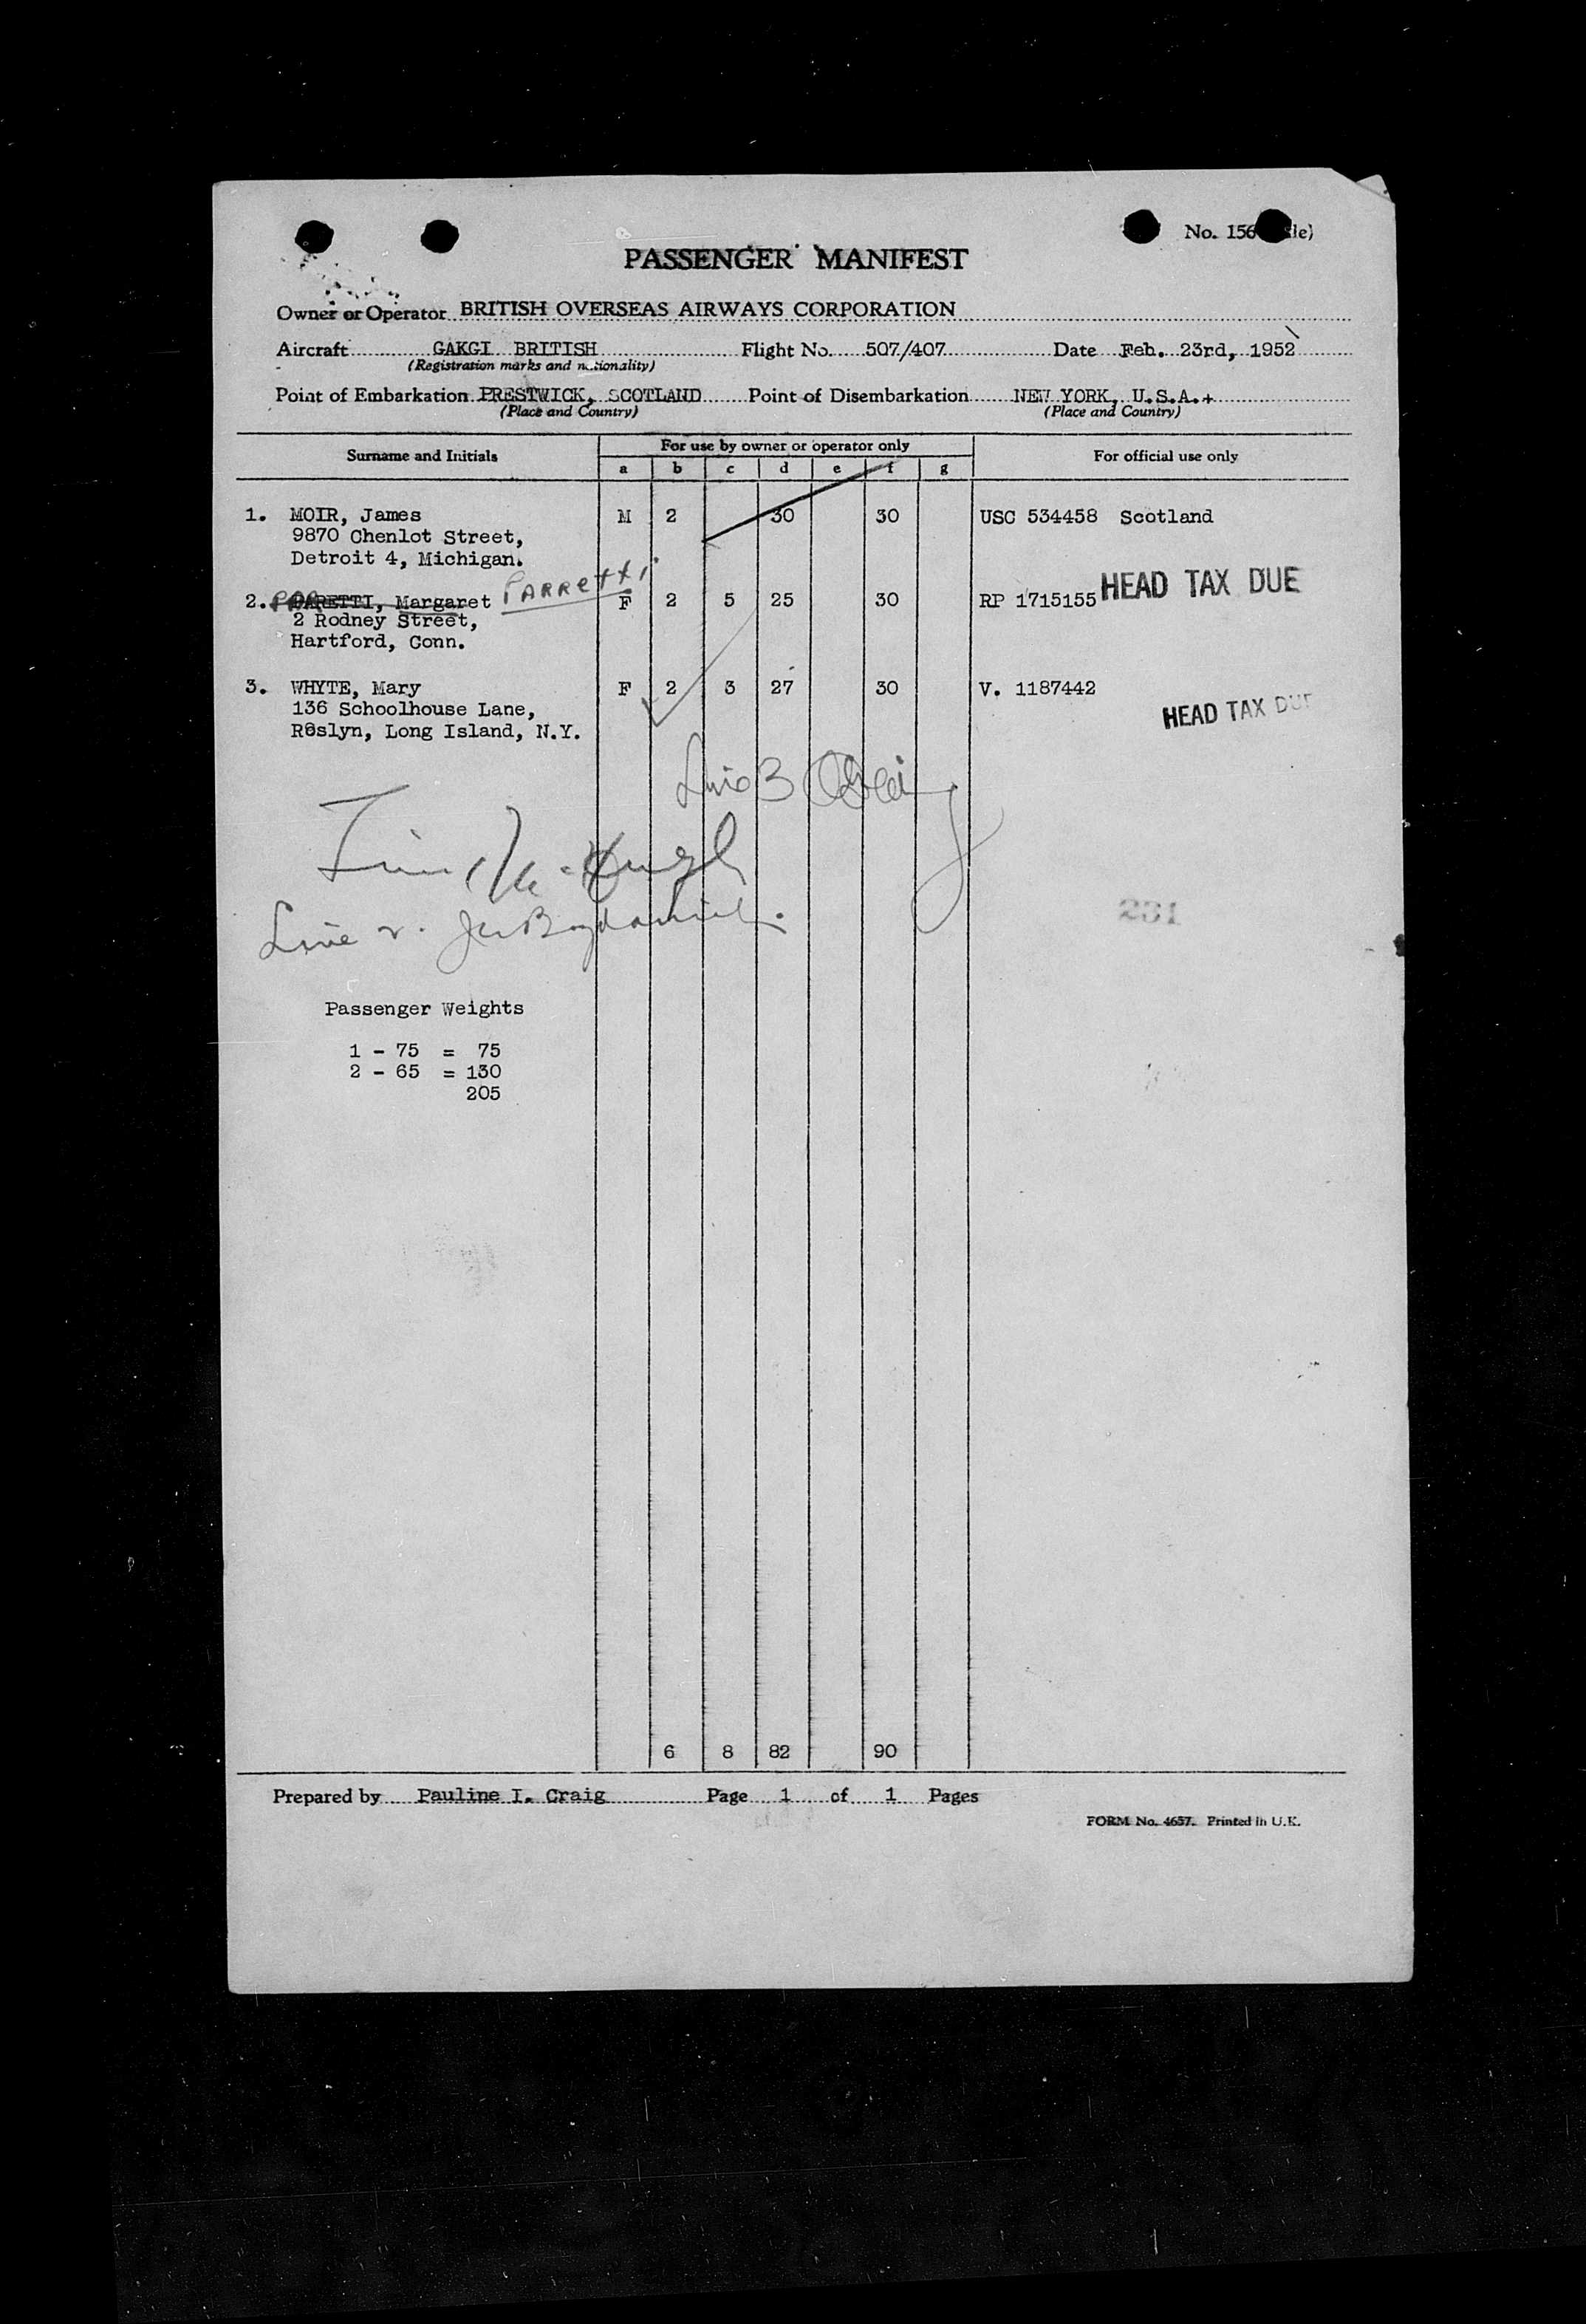 No. 156
PASSENGER MANIFEST
Owner or Operator BRITISH OVERSEAS AIRWAYS CORPORATION
Aircraft GAKGI BRITISH Flight No. 507/407 Date Feb. 23rd, 1952
(Registration marks and nationality)
Point of Embarkation PRESTWICK, SCOTLAND Point of Disembarkation NEW YORK, U.S.A.+
(Place and Country) (Place and Country)
Surname and Initials For use by owner or operator only For official use only
a b c d e f g
1. MOIR, James M 2 30 30 USC 534458 Scotland
9870 Chenlot Street,
Detroit 4, Michigan.
PARRETTI
2. PARETTI, Margaret F 2 5 25 30 RP 1715155 HEAD TAX DUE
2 Rodney Street,
Hartford, Conn.
3. WHYTE, Mary F 2 3 27 30 V. 1187442
136 Schoolhouse Lane, HEAD TAX DUE
Roslyn, Long Island, N.Y.
Line 3
Line 1
Line 2.
231
Passenger Weights
1 - 75 = 75
2 - 65 = 130
205
6 8 82 90
Prepared by Pauline I. Craig Page 1 of 1 Pages
FORM No. 4657. Printed in U.K.